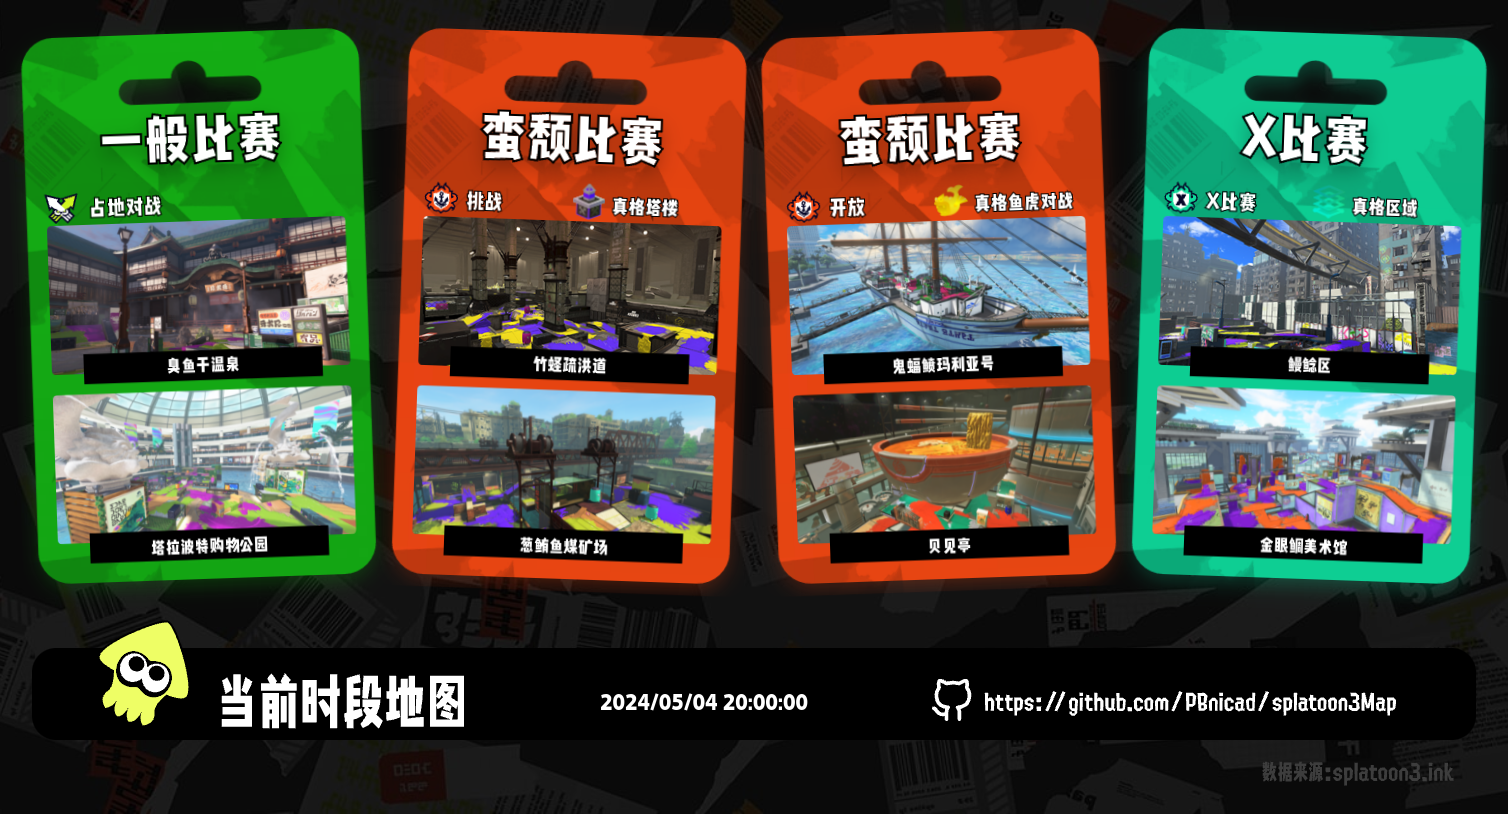 一般比赛
占地对战
臭鱼干温泉
塔拉波特购物公园
蛮颓比赛
挑战
真格塔楼
竹蛏疏洪道
葱鲔鱼煤矿场
蛮颓比赛
开放
真格鱼虎对战
鬼蝠鲼玛利亚号
贝贝亭
X比赛
X比赛
真格区域
鳗鲶区
金眼鲷美术馆
当前时段地图
2024/05/04 20:00:00
https://github.com/PBnicad/splatoon3Map
数据来源:splatoon3.ink